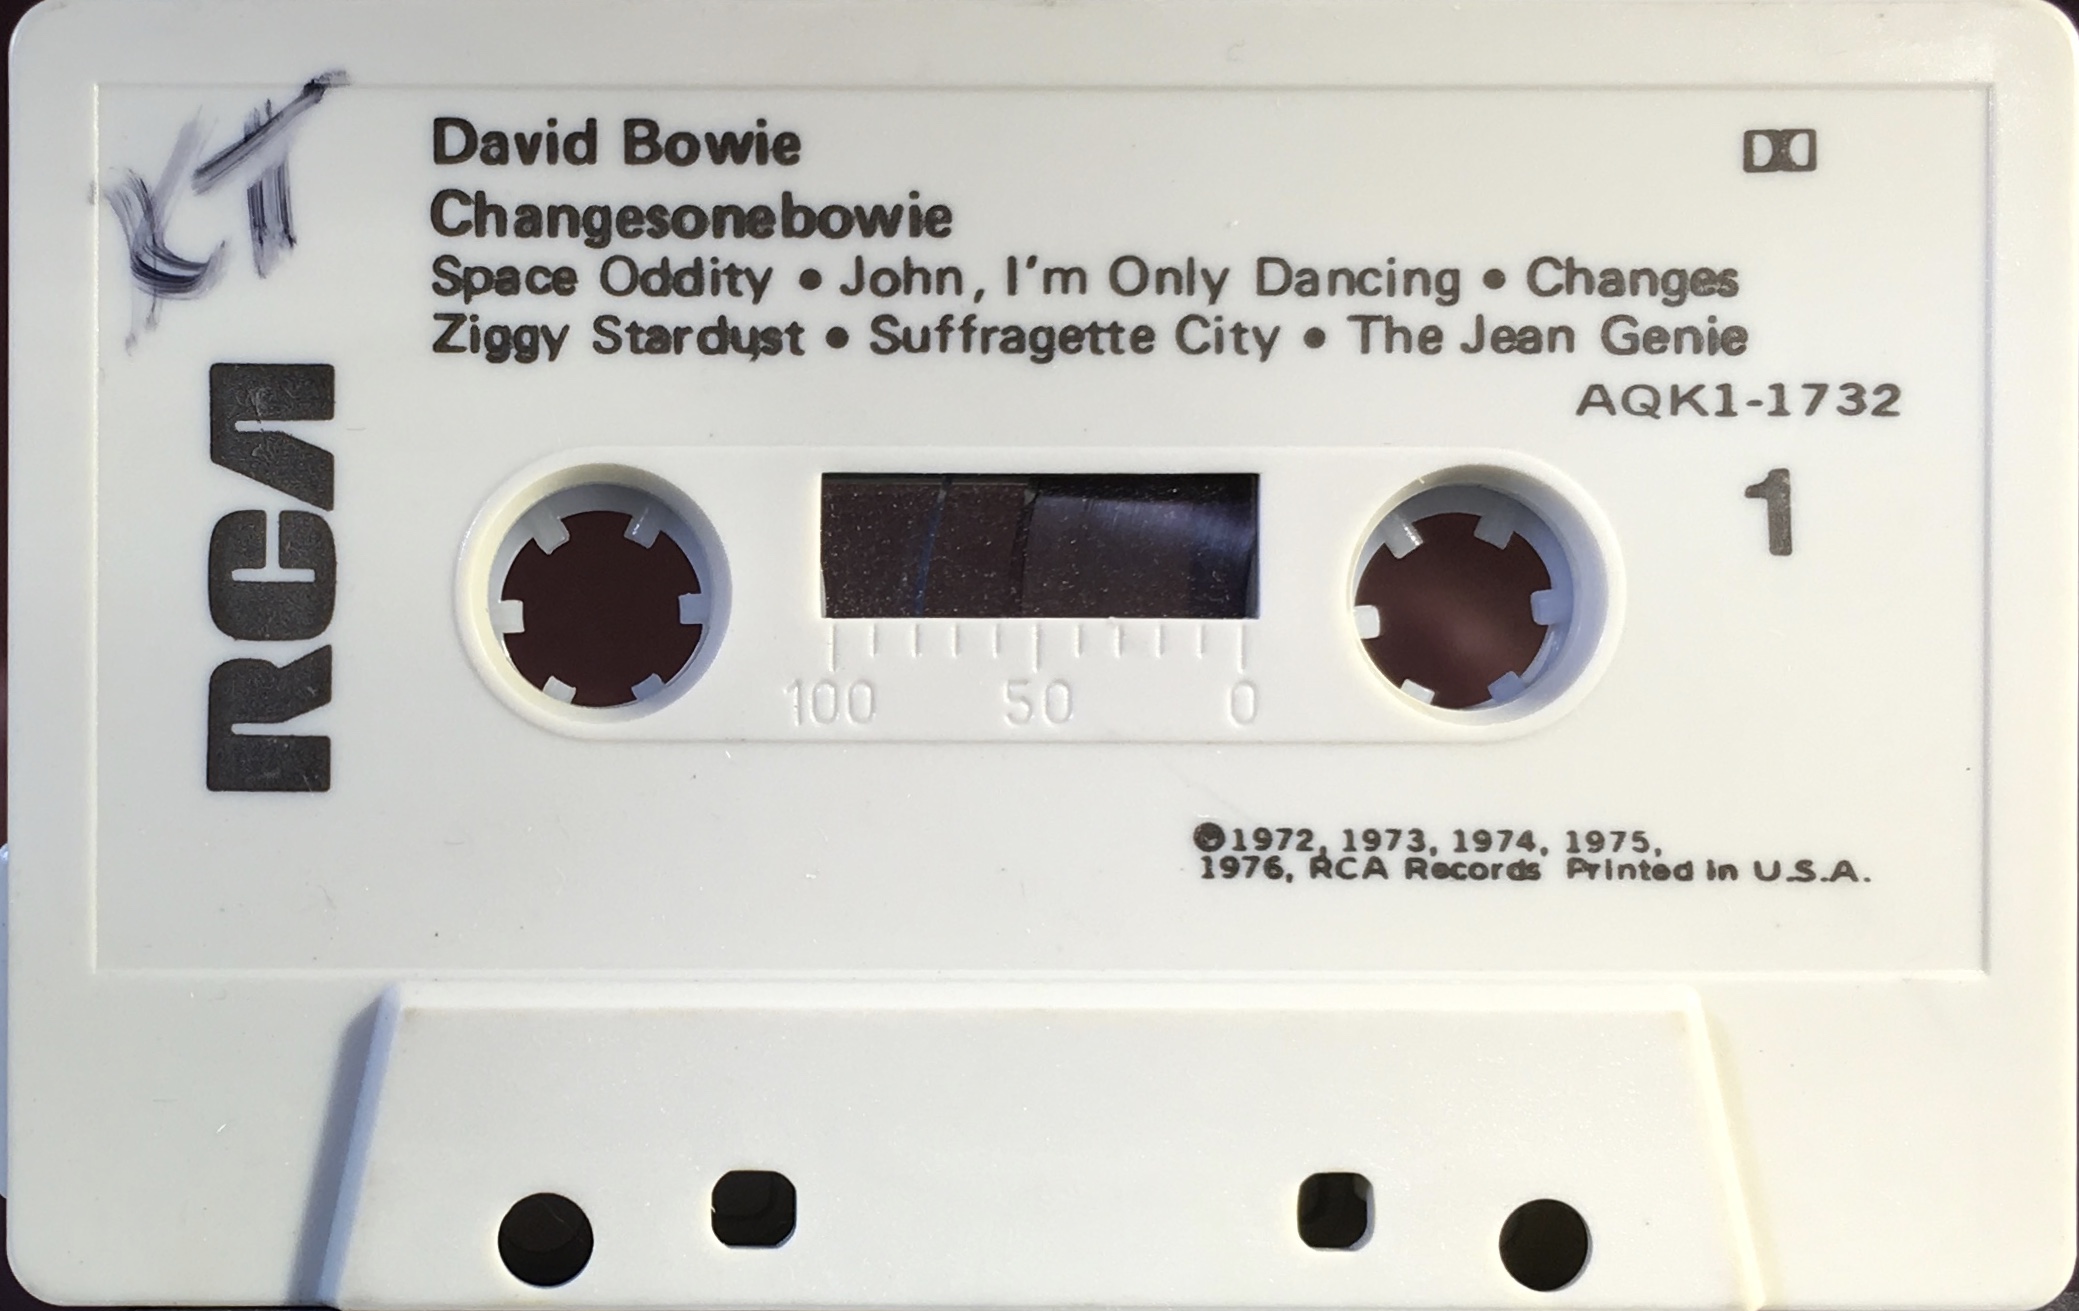 KT
David Bowie
Changesonebowie
Space Oddity • John, I'm Only Dancing • Changes
Ziggy Stardust • Suffragette City • The Jean Genie
AQK1-1732
RCA
1
100 50 0
℗1972, 1973, 1974, 1975,
1976, RCA Records Printed in U.S.A.